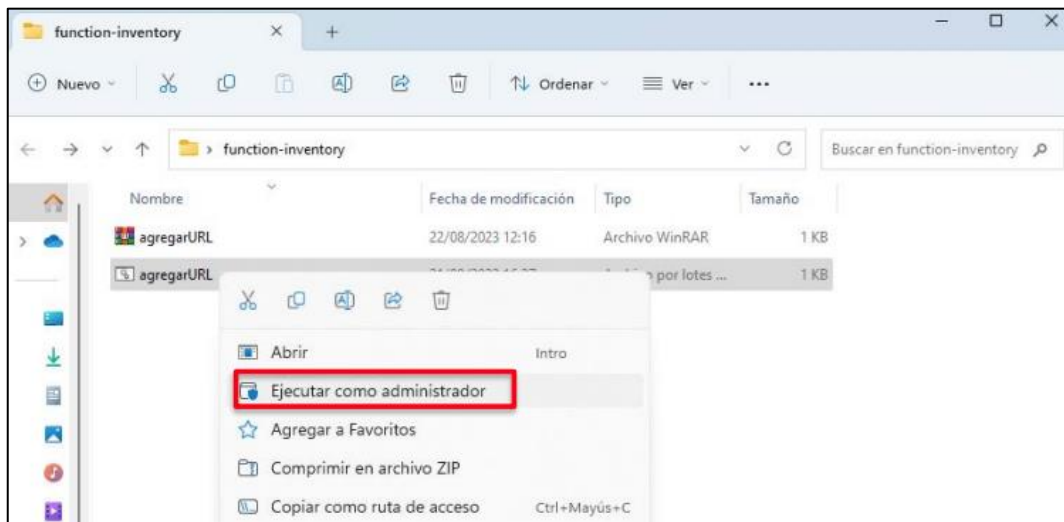 function-inventory
Nuevo
Ordenar
Ver
function-inventory
Buscar en function-inventory
Nombre Fecha de modificación Tipo Tamaño
agregarURL 22/08/2023 12:16 Archivo WinRAR 1 KB
agregarURL por lotes ... 1 KB
Abrir Intro
Ejecutar como administrador
Agregar a Favoritos
Comprimir en archivo ZIP
Copiar como ruta de acceso Ctrl+Mayús+C